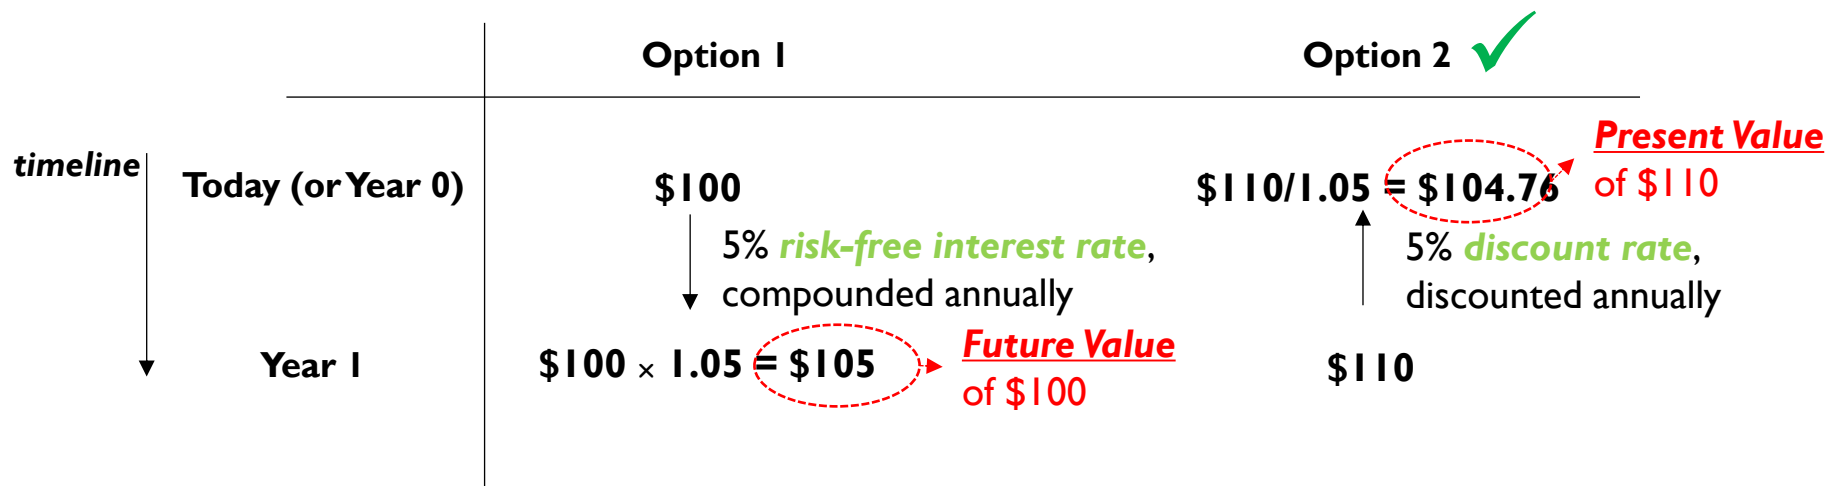 Option 1
Option 2
timeline
Today (or Year 0)
$100
$110/1.05 = $104.76
Present Value
of $110
5% risk-free interest rate,
compounded annually
5% discount rate,
discounted annually
Year 1
$100 × 1.05 = $105
Future Value
of $100
$110